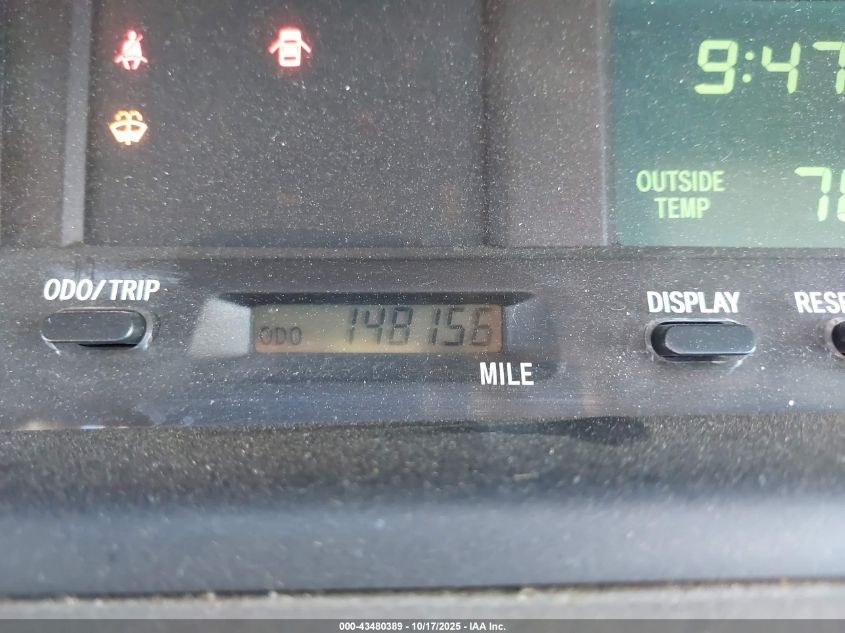 9:47
OUTSIDE
TEMP
ODO/TRIP
DISPLAY
ODO 148156
MILE
000-43480389 - 10/17/2025 - IAA Inc.